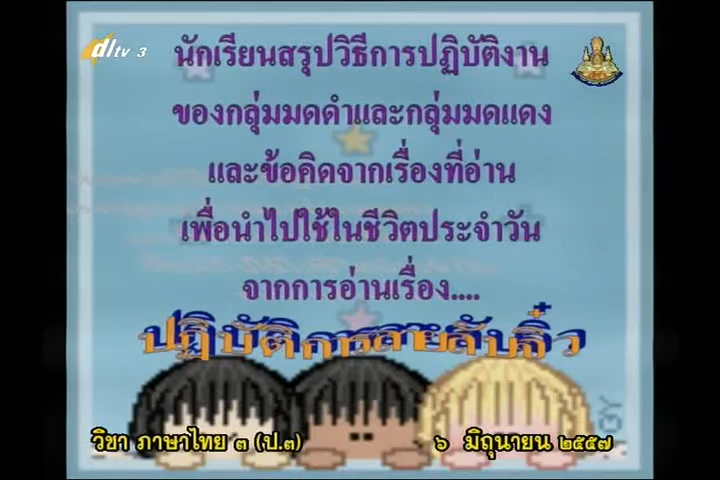 dltv 3
นักเรียนสรุปวิธีการปฏิบัติงาน
ของกลุ่มมดดำและกลุ่มมดแดง
และข้อคิดจากเรื่องที่อ่าน
เพื่อนำไปใช้ในชีวิตประจำวัน
จากการอ่านเรื่อง....
ปฏิบัติการสายลับจิ๋ว
วิชา ภาษาไทย ๓ (ป.๓)
๖ มิถุนายน ๒๕๕๗